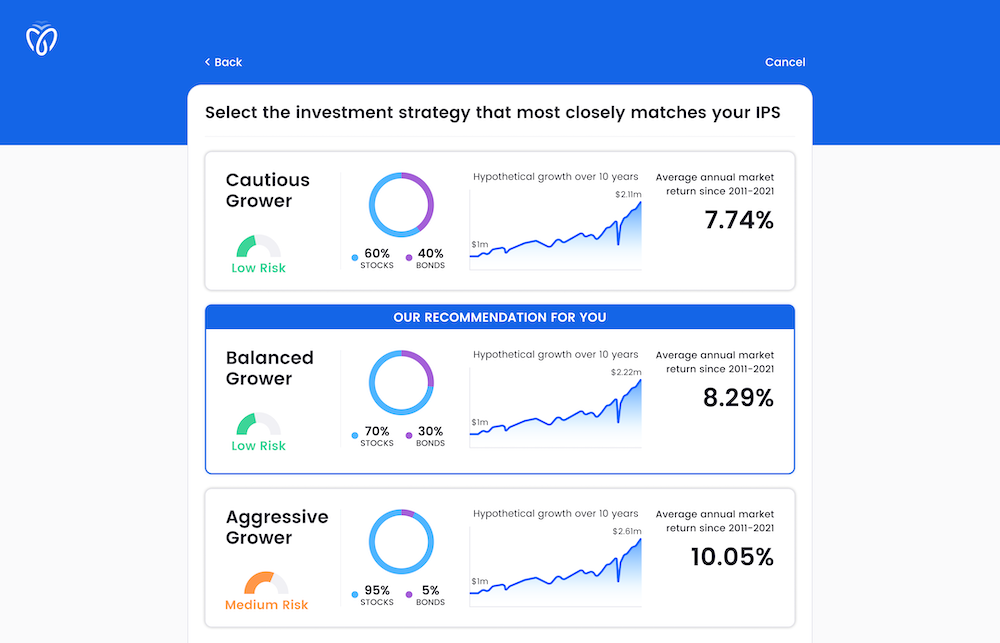 < Back
Cancel
Select the investment strategy that most closely matches your IPS
Cautious
Grower
Low Risk
60%
STOCKS
40%
BONDS
Hypothetical growth over 10 years
$2.11m
$1m
Average annual market
return since 2011-2021
7.74%
OUR RECOMMENDATION FOR YOU
Balanced
Grower
Low Risk
70%
STOCKS
30%
BONDS
Hypothetical growth over 10 years
$2.22m
$1m
Average annual market
return since 2011-2021
8.29%
Aggressive
Grower
Medium Risk
95%
STOCKS
5%
BONDS
Hypothetical growth over 10 years
$2.61m
$1m
Average annual market
return since 2011-2021
10.05%